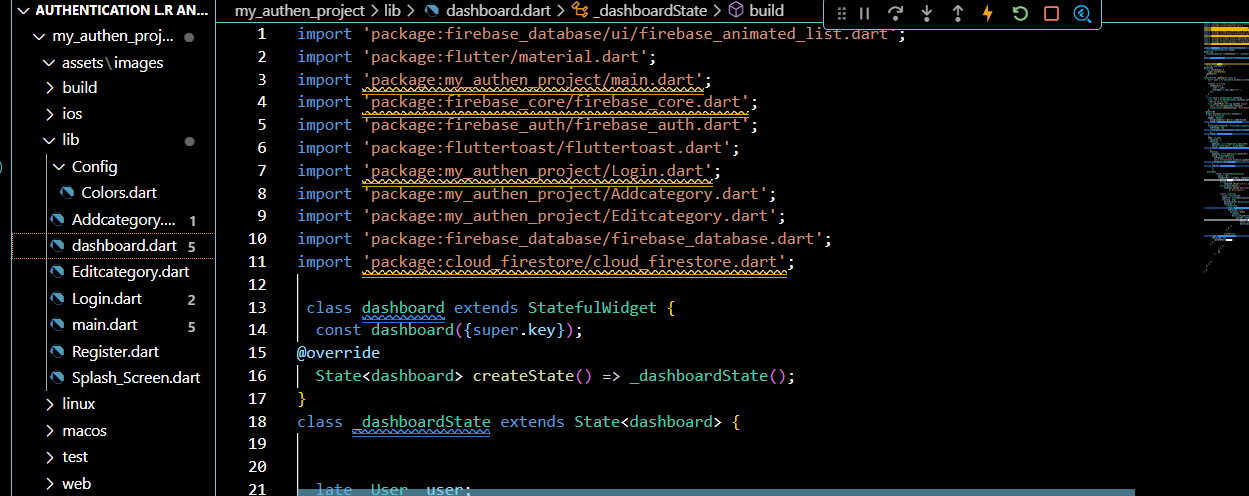 AUTHENTICATION L.R AN...
my_authen_proj...
assets\images
build
ios
lib
Config
Colors.dart
Addcategory.... 1
dashboard.dart 5
Editcategory.dart
Login.dart 2
main.dart 5
Register.dart
Splash_Screen.dart
linux
macos
test
web
my_authen_project > lib > dashboard.dart > _dashboardState > build
1 import 'package:firebase_database/ui/firebase_animated_list.dart';
2 import 'package:flutter/material.dart';
3 import 'package:my_authen_project/main.dart';
4 import 'package:firebase_core/firebase_core.dart';
5 import 'package:firebase_auth/firebase_auth.dart';
6 import 'package:fluttertoast/fluttertoast.dart';
7 import 'package:my_authen_project/Login.dart';
8 import 'package:my_authen_project/Addcategory.dart';
9 import 'package:my_authen_project/Editcategory.dart';
10 import 'package:firebase_database/firebase_database.dart';
11 import 'package:cloud_firestore/cloud_firestore.dart';
12
13 class dashboard extends StatefulWidget {
14 const dashboard({super.key});
15 @override
16 State<dashboard> createState() => _dashboardState();
17 }
18 class _dashboardState extends State<dashboard> {
19
20
21 late User user;